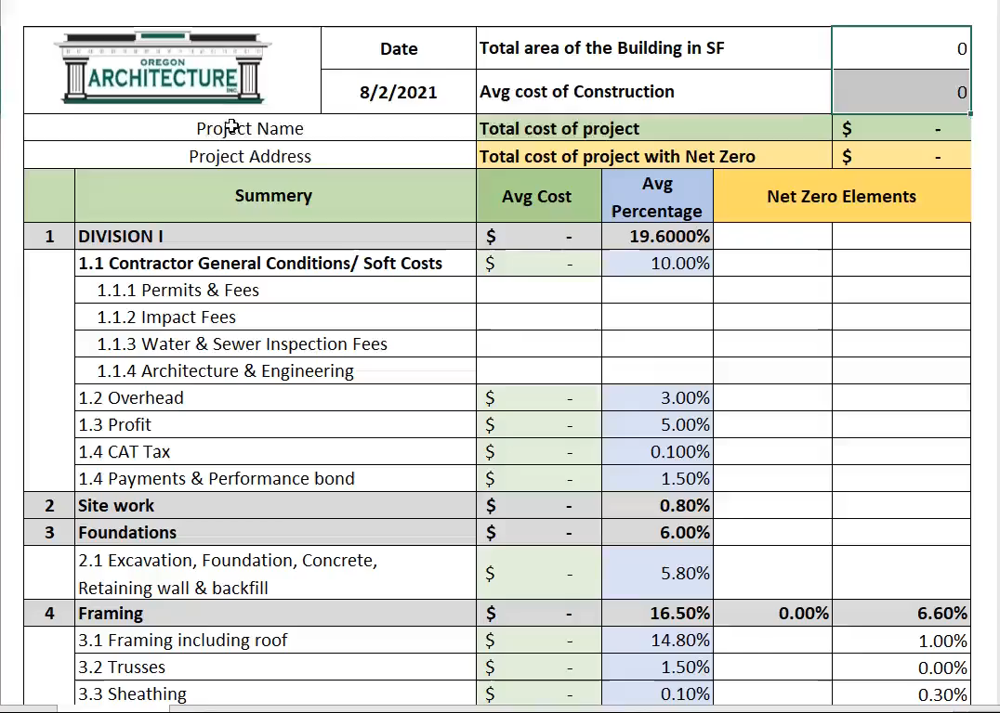 OREGON
ARCHITECTURE INC.
Date
Total area of the Building in SF 0
8/2/2021
Avg cost of Construction 0
Project Name
Total cost of project $ -
Project Address
Total cost of project with Net Zero $ -
Summery
Avg Cost
Avg
Percentage
Net Zero Elements
1 DIVISION I $ - 19.6000%
1.1 Contractor General Conditions/ Soft Costs $ - 10.00%
1.1.1 Permits & Fees
1.1.2 Impact Fees
1.1.3 Water & Sewer Inspection Fees
1.1.4 Architecture & Engineering
1.2 Overhead $ - 3.00%
1.3 Profit $ - 5.00%
1.4 CAT Tax $ - 0.100%
1.4 Payments & Performance bond $ - 1.50%
2 Site work $ - 0.80%
3 Foundations $ - 6.00%
2.1 Excavation, Foundation, Concrete,
Retaining wall & backfill $ - 5.80%
4 Framing $ - 16.50% 0.00% 6.60%
3.1 Framing including roof $ - 14.80% 1.00%
3.2 Trusses $ - 1.50% 0.00%
3.3 Sheathing $ - 0.10% 0.30%